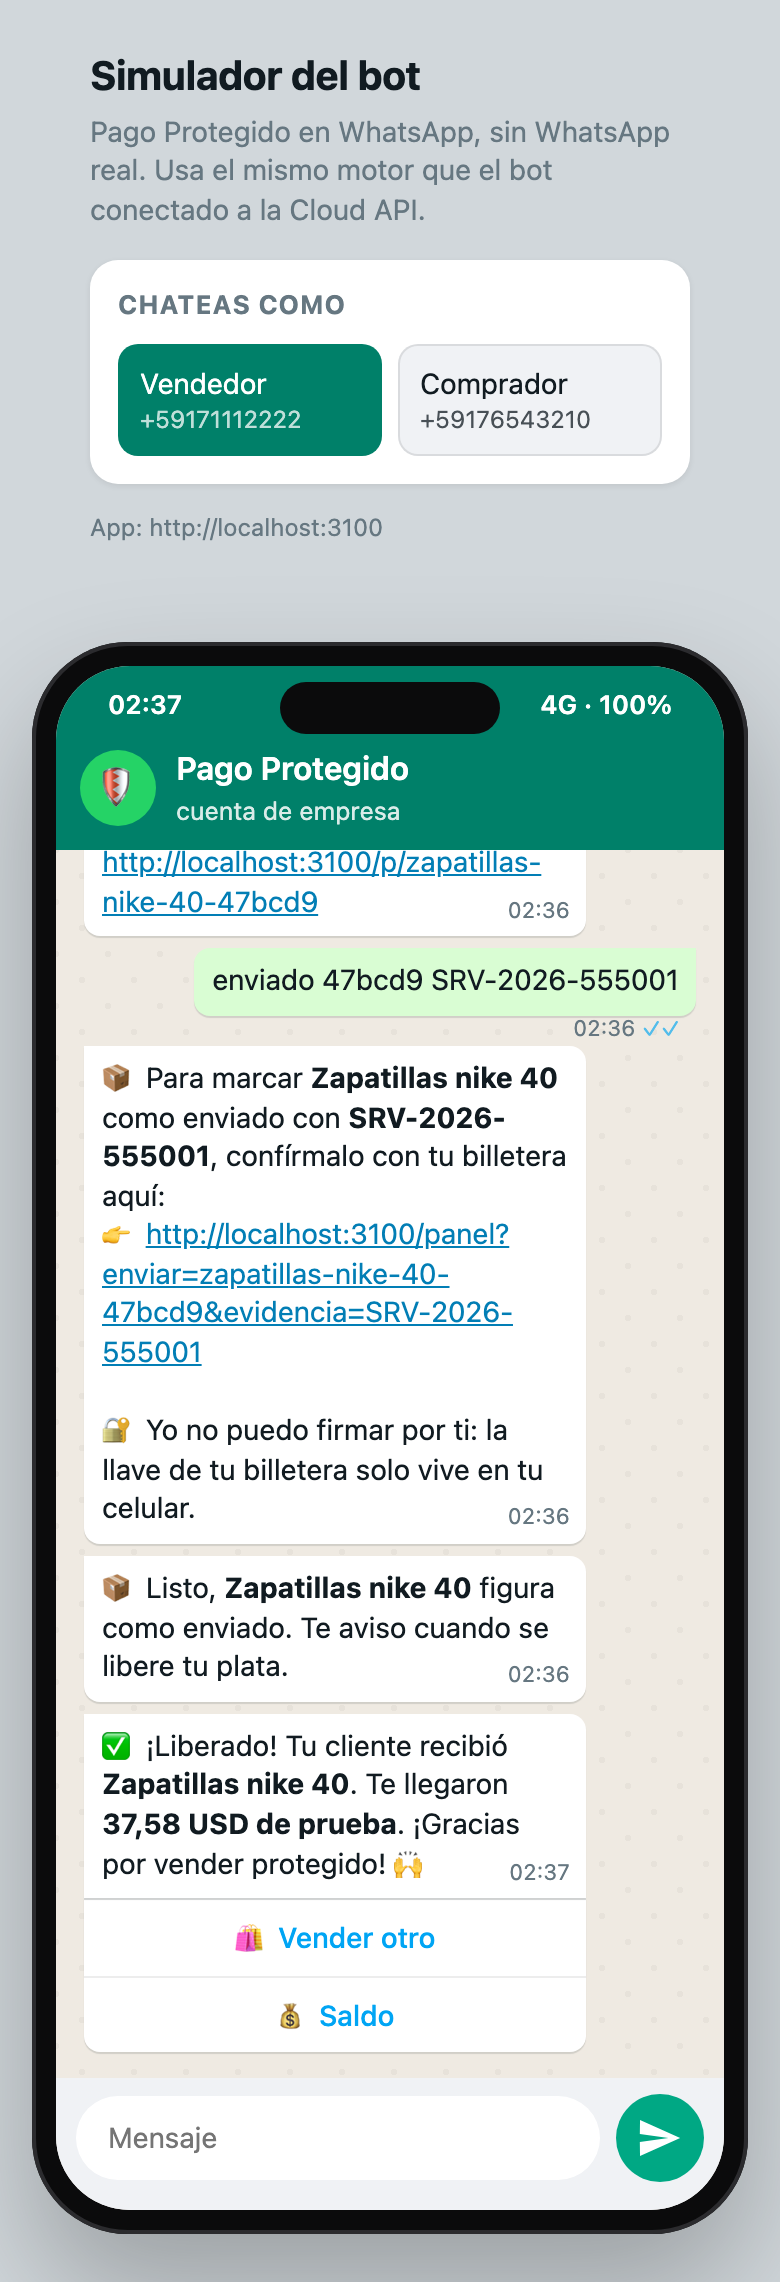 Simulador del bot
Pago Protegido en WhatsApp, sin WhatsApp
real. Usa el mismo motor que el bot
conectado a la Cloud API.
CHATEAS COMO
Vendedor
+59171112222
Comprador
+59176543210
App: http://localhost:3100
02:37
4G · 100%
Pago Protegido
cuenta de empresa
http://localhost:3100/p/zapatillas-
nike-40-47bcd9
02:36
enviado 47bcd9 SRV-2026-555001
02:36 ✓✓
📦 Para marcar Zapatillas nike 40
como enviado con SRV-2026-
555001, confírmalo con tu billetera
aquí:
👉 http://localhost:3100/panel?
enviar=zapatillas-nike-40-
47bcd9&evidencia=SRV-2026-
555001
🔐 Yo no puedo firmar por ti: la
llave de tu billetera solo vive en tu
celular.
02:36
📦 Listo, Zapatillas nike 40 figura
como enviado. Te aviso cuando se
libere tu plata.
02:36
✅ ¡Liberado! Tu cliente recibió
Zapatillas nike 40. Te llegaron
37,58 USD de prueba. ¡Gracias
por vender protegido! 🙌
02:37
🛍️ Vender otro
💰 Saldo
Mensaje